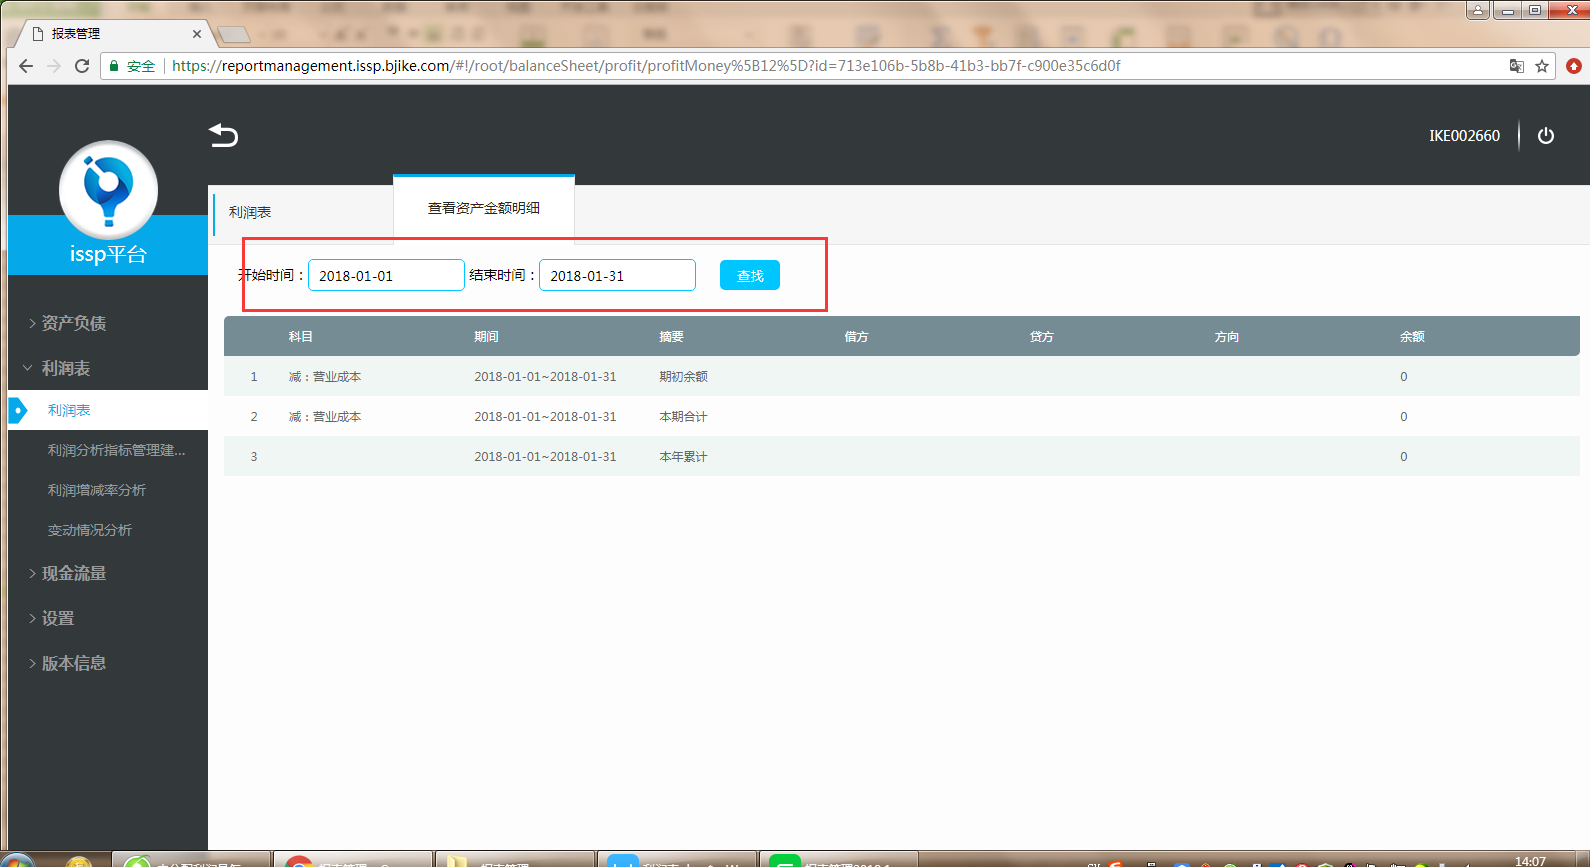 报表管理
安全
https://reportmanagement.issp.bjike.com/#!/root/balanceSheet/profit/profitMoney%5B12%5D?id=713e106b-5b8b-41b3-bb7f-c900e35c6d0f
IKE002660
issp平台
利润表
查看资产金额明细
开始时间：
2018-01-01
结束时间：
2018-01-31
查找
科目 期间 摘要 借方 贷方 方向 余额
1 减：营业成本 2018-01-01~2018-01-31 期初余额 0
2 减：营业成本 2018-01-01~2018-01-31 本期合计 0
3 2018-01-01~2018-01-31 本年累计 0
资产负债
利润表
利润表
利润分析指标管理建...
利润增减率分析
变动情况分析
现金流量
设置
版本信息
14:07